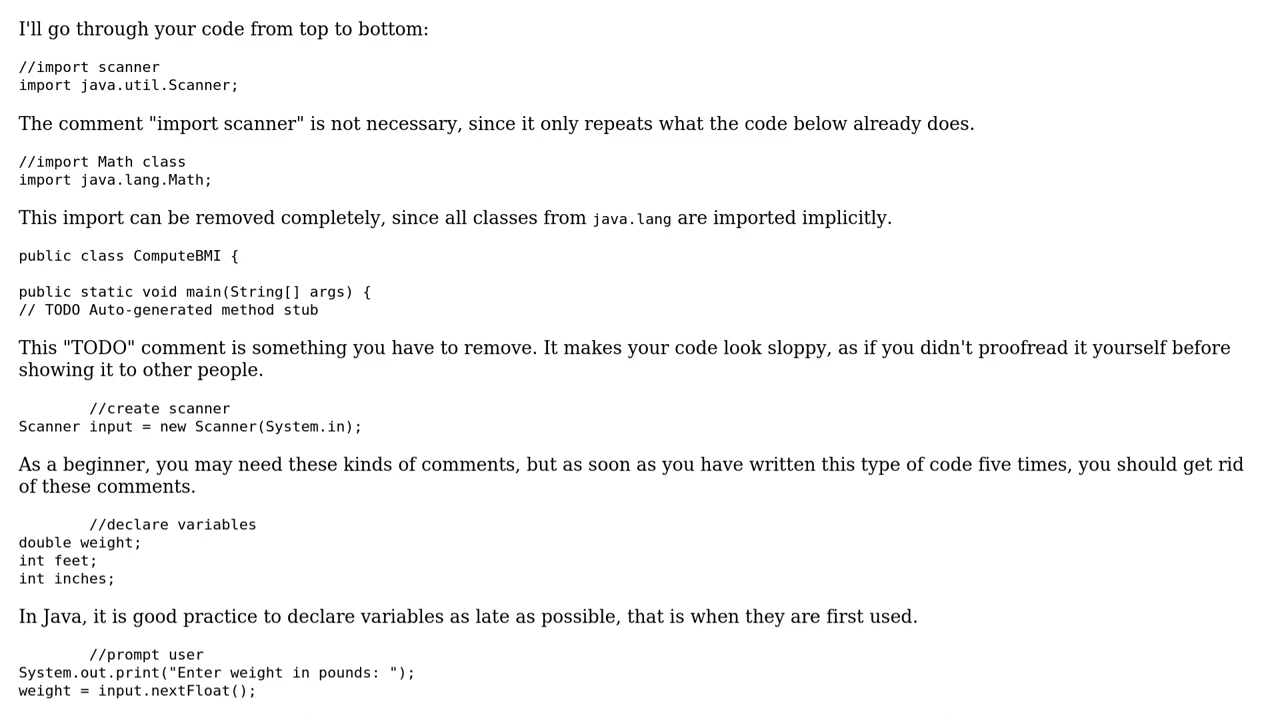 I'll go through your code from top to bottom:
//import scanner
import java.util.Scanner;
The comment "import scanner" is not necessary, since it only repeats what the code below already does.
//import Math class
import java.lang.Math;
This import can be removed completely, since all classes from java.lang are imported implicitly.
public class ComputeBMI {
public static void main(String[] args) {
// TODO Auto-generated method stub
This "TODO" comment is something you have to remove. It makes your code look sloppy, as if you didn't proofread it yourself before
showing it to other people.
//create scanner
Scanner input = new Scanner(System.in);
As a beginner, you may need these kinds of comments, but as soon as you have written this type of code five times, you should get rid
of these comments.
//declare variables
double weight;
int feet;
int inches;
In Java, it is good practice to declare variables as late as possible, that is when they are first used.
//prompt user
System.out.print("Enter weight in pounds: ");
weight = input.nextFloat();